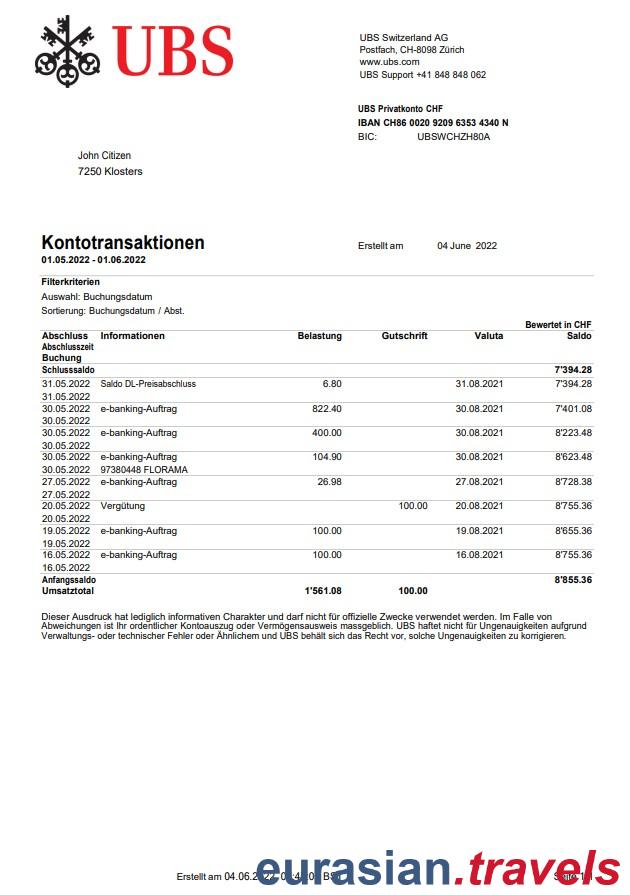 UBS
UBS Switzerland AG
Postfach, CH-8098 Zürich
www.ubs.com
UBS Support +41 848 848 062
UBS Privatkonto CHF
IBAN CH86 0020 9209 6353 4340 N
BIC: UBSWCHZH80A
John Citizen
7250 Klosters
Kontotransaktionen Erstellt am 04 June 2022
01.05.2022 - 01.06.2022
Filterkriterien
Auswahl: Buchungsdatum
Sortierung: Buchungsdatum / Abst.
Bewertet in CHF
Abschluss Informationen Belastung Gutschrift Valuta Saldo
Abschlusszeit
Buchung
Schlusssaldo 7'394.28
31.05.2022 Saldo DL-Preisabschluss 6.80 31.08.2021 7'394.28
31.05.2022
30.05.2022 e-banking-Auftrag 822.40 30.08.2021 7'401.08
30.05.2022
30.05.2022 e-banking-Auftrag 400.00 30.08.2021 8'223.48
30.05.2022
30.05.2022 e-banking-Auftrag 104.90 30.08.2021 8'623.48
30.05.2022 97380448 FLORAMA
27.05.2022 e-banking-Auftrag 26.98 27.08.2021 8'728.38
27.05.2022
20.05.2022 Vergütung 100.00 20.08.2021 8'755.36
20.05.2022
19.05.2022 e-banking-Auftrag 100.00 19.08.2021 8'655.36
19.05.2022
16.05.2022 e-banking-Auftrag 100.00 16.08.2021 8'755.36
16.05.2022
Anfangssaldo 8'855.36
Umsatztotal 1'561.08 100.00
Dieser Ausdruck hat lediglich informativen Charakter und darf nicht für offizielle Zwecke verwendet werden. Im Falle von
Abweichungen ist Ihr ordentlicher Kontoauszug oder Vermögensausweis massgeblich. UBS haftet nicht für Ungenauigkeiten aufgrund
Verwaltungs- oder technischer Fehler oder Ähnlichem und UBS behält sich das Recht vor, solche Ungenauigkeiten zu korrigieren.
Erstellt am
eurasian.travels